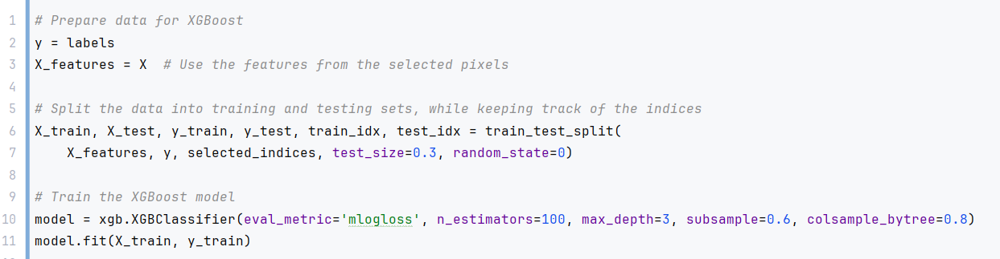 1 # Prepare data for XGBoost
2 y = labels
3 X_features = X  # Use the features from the selected pixels
4
5 # Split the data into training and testing sets, while keeping track of the indices
6 X_train, X_test, y_train, y_test, train_idx, test_idx = train_test_split(
7     X_features, y, selected_indices, test_size=0.3, random_state=0)
8
9 # Train the XGBoost model
10 model = xgb.XGBClassifier(eval_metric='mlogloss', n_estimators=100, max_depth=3, subsample=0.6, colsample_bytree=0.8)
11 model.fit(X_train, y_train)